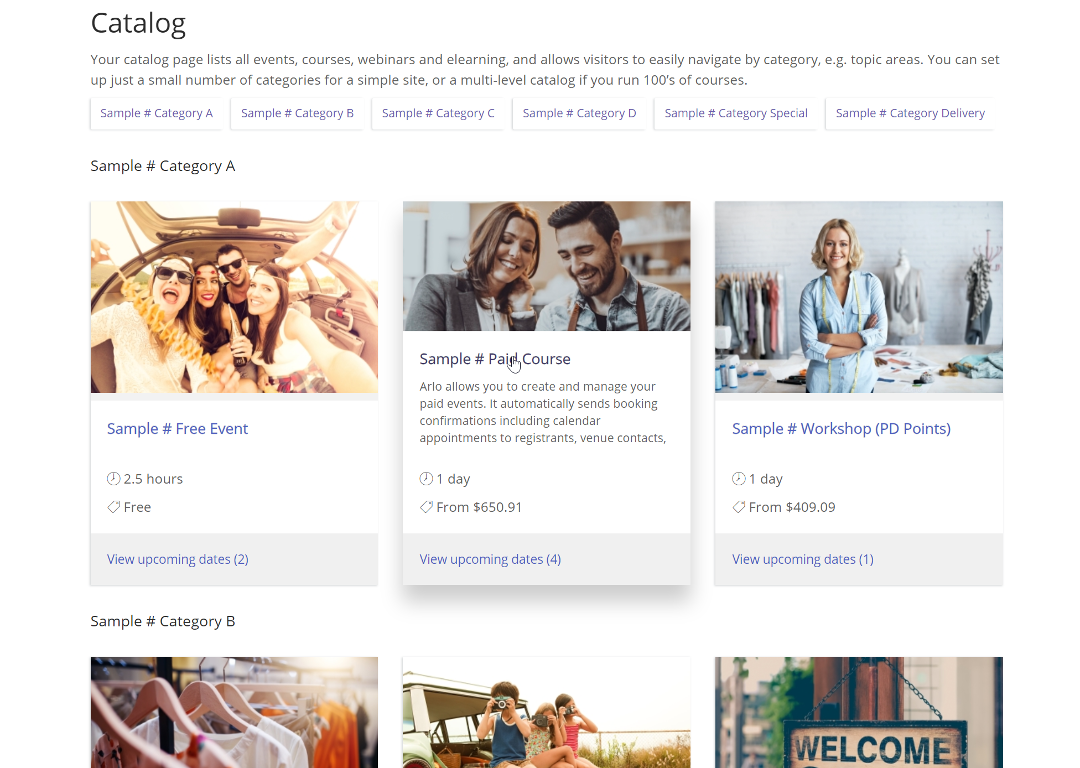 Catalog
Your catalog page lists all events, courses, webinars and elearning, and allows visitors to easily navigate by category, e.g. topic areas. You can set
up just a small number of categories for a simple site, or a multi-level catalog if you run 100's of courses.
Sample # Category A
Sample # Category B
Sample # Category C
Sample # Category D
Sample # Category Special
Sample # Category Delivery
Sample # Category A
Sample # Free Event
2.5 hours
Free
View upcoming dates (2)
Sample # Paid Course
Arlo allows you to create and manage your
paid events. It automatically sends booking
confirmations including calendar
appointments to registrants, venue contacts,
1 day
From $650.91
View upcoming dates (4)
Sample # Workshop (PD Points)
1 day
From $409.09
View upcoming dates (1)
Sample # Category B
WELCOME